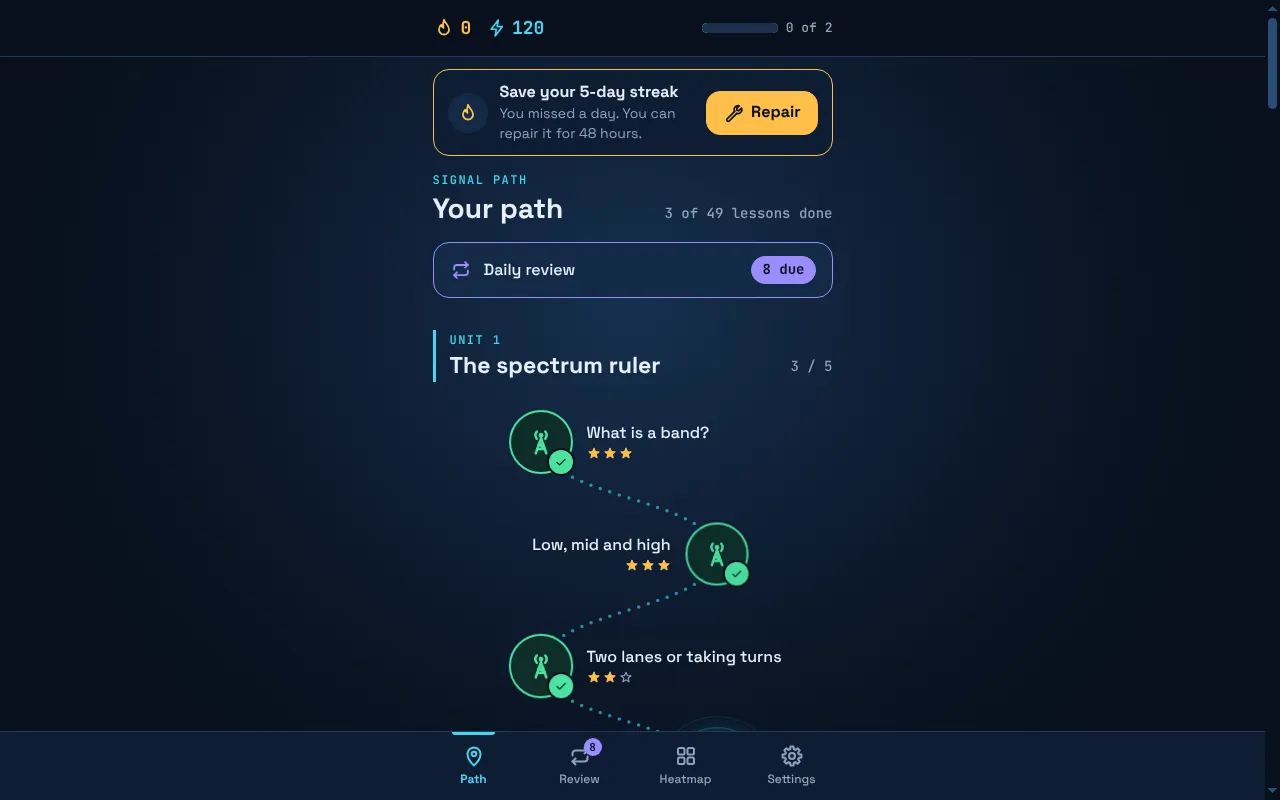 0 120 0 of 2
Save your 5-day streak
You missed a day. You can
repair it for 48 hours.
Repair
SIGNAL PATH
Your path
3 of 49 lessons done
Daily review
8 due
UNIT 1
The spectrum ruler
3 / 5
What is a band?
Low, mid and high
Two lanes or taking turns
8
Path Review Heatmap Settings